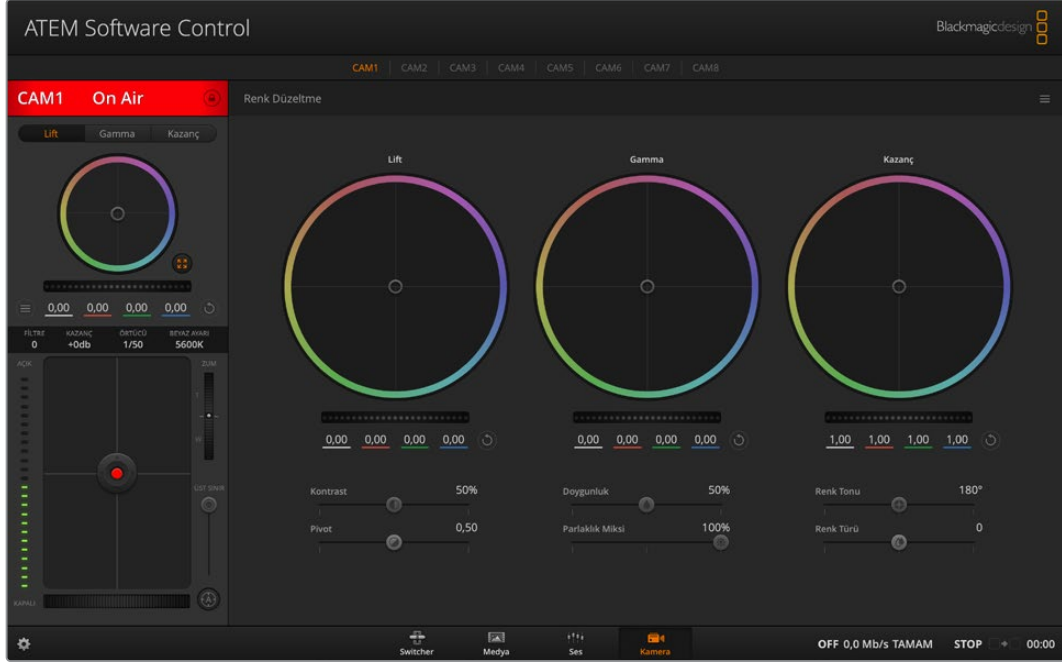 ATEM Software Control
Blackmagicdesign
CAM1 CAM2 CAM3 CAM4 CAM5 CAM6 CAM7 CAM8
CAM1 On Air
Renk Düzeltme
Lift Gamma Kazanç
Lift Gamma Kazanç
0,00 0,00 0,00 0,00
FİLTRE KAZANÇ ÖRTÜCÜ BEYAZ AYARI
0 +0db 1/50 5600K
AÇIK ZUM
T
W
ÜST SINIR
KAPALI
0,00 0,00 0,00 0,00
0,00 0,00 0,00 0,00
1,00 1,00 1,00 1,00
Kontrast 50%
Doygunluk 50%
Renk Tonu 180°
Pivot 0,50
Parlaklık Miksi 100%
Renk Türü 0
Switcher Medya Ses Kamera
OFF 0,0 Mb/s TAMAM STOP 00:00